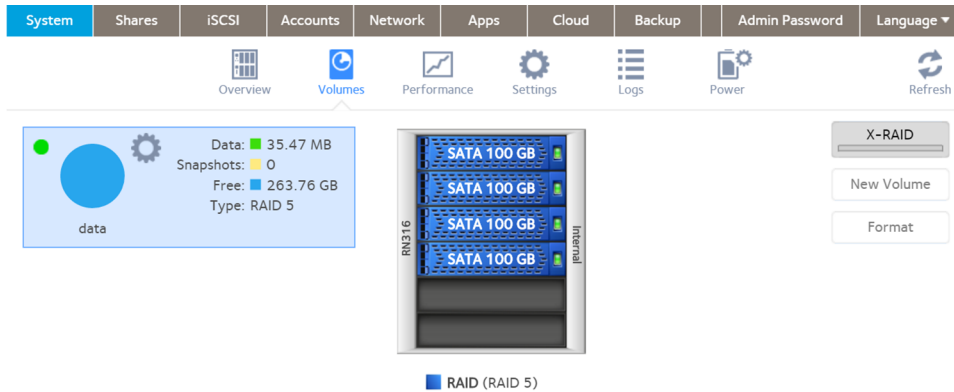 System Shares iSCSI Accounts Network Apps Cloud Backup Admin Password Language
Overview Volumes Performance Settings Logs Power Refresh
Data: 35.47 MB
Snapshots: 0
Free: 263.76 GB
Type: RAID 5
data
RN316
SATA 100 GB
SATA 100 GB
SATA 100 GB
SATA 100 GB
Internal
RAID (RAID 5)
X-RAID
New Volume
Format